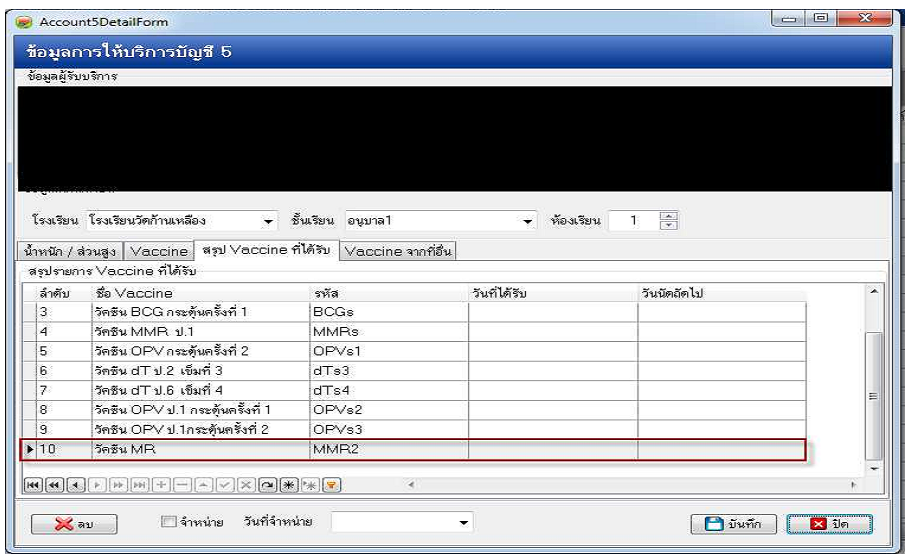 Account5DetailForm
ข้อมูลการให้บริการบัญชี 5
ข้อมูลผู้รับบริการ
โรงเรียน โรงเรียนวัดก้านเหลือง ชั้นเรียน อนุบาล1 ห้องเรียน 1
น้ำหนัก / ส่วนสูง Vaccine สรุป Vaccine ที่ได้รับ Vaccine จากที่อื่น
สรุปรายการ Vaccine ที่ได้รับ
ลำดับ ชื่อ Vaccine รหัส วันที่ได้รับ วันนัดถัดไป
3 วัคซีน BCG กระตุ้นครั้งที่ 1 BCGs
4 วัคซีน MMR ป.1 MMRs
5 วัคซีน OPV กระตุ้นครั้งที่ 2 OPVs1
6 วัคซีน dT ป.2 เข็มที่ 3 dTs3
7 วัคซีน dT ป.6 เข็มที่ 4 dTs4
8 วัคซีน OPV ป.1 กระตุ้นครั้งที่ 1 OPVs2
9 วัคซีน OPV ป.1กระตุ้นครั้งที่ 2 OPVs3
10 วัคซีน MR MMR2
ลบ จำหน่าย วันที่จำหน่าย บันทึก ปิด